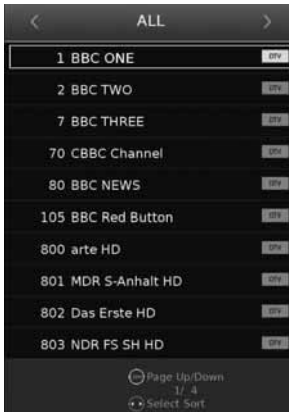 < ALL >
1 BBC ONE DTV
2 BBC TWO DTV
7 BBC THREE DTV
70 CBBC Channel DTV
80 BBC NEWS DTV
105 BBC Red Button DTV
800 arte HD DTV
801 MDR S-Anhalt HD DTV
802 Das Erste HD DTV
803 NDR FS SH HD DTV
Page Up/Down
1/ 4
Select Sort